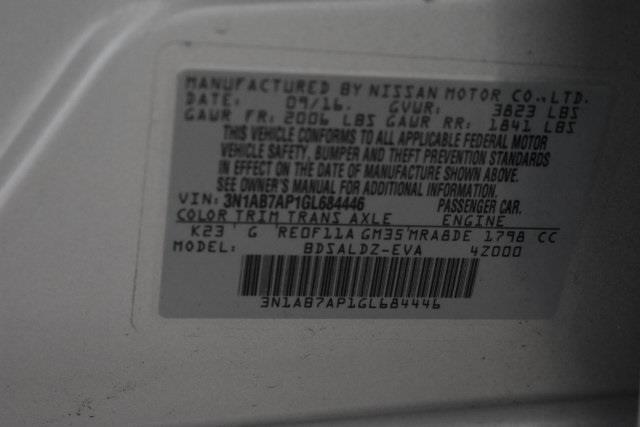 MANUFACTURED BY NISSAN MOTOR CO.,LTD.
DATE: 09/16. GVWR: 3823 LBS
GAWR FR: 2006 LBS GAWR RR: 1841 LBS
THIS VEHICLE CONFORMS TO ALL APPLICABLE FEDERAL MOTOR
VEHICLE SAFETY, BUMPER AND THEFT PREVENTION STANDARDS
IN EFFECT ON THE DATE OF MANUFACTURE SHOWN ABOVE.
SEE OWNER'S MANUAL FOR ADDITIONAL INFORMATION.
VIN: 3N1AB7AP1GL684446 PASSENGER CAR.
COLOR TRIM TRANS AXLE ENGINE
K23 G RE0F11A GM35 MRA8DE 1798 CC
MODEL: BDSALDZ-EVA 4Z000
3N1AB7AP1GL684446